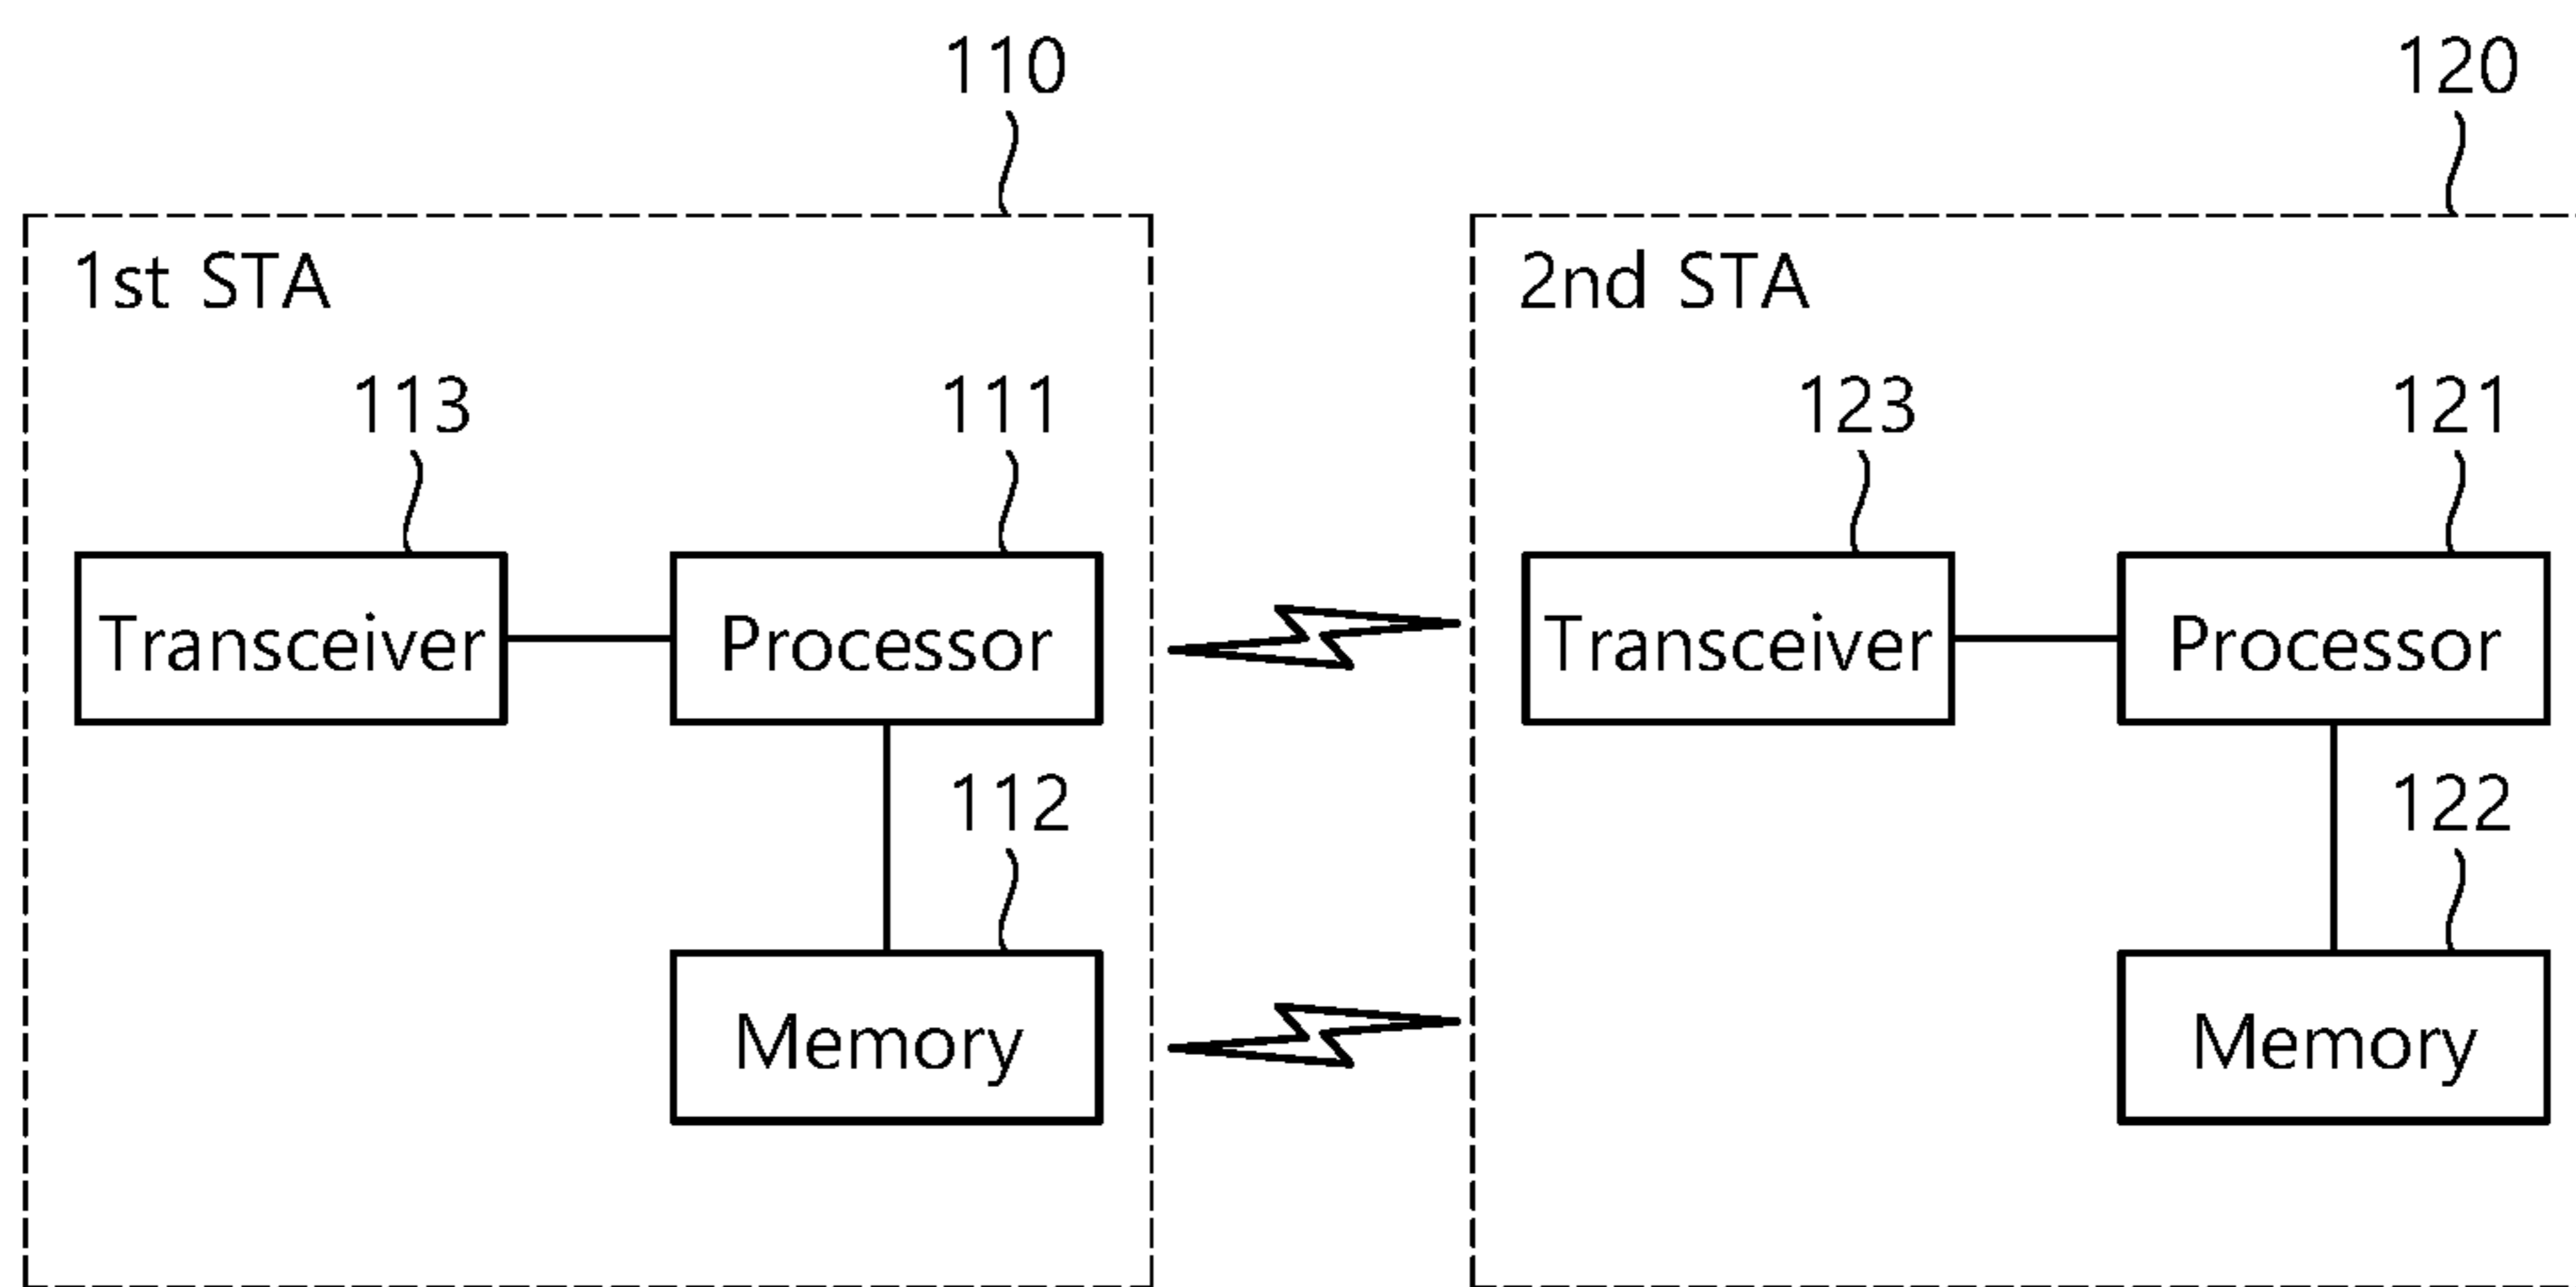 110 120
1st STA 2nd STA
113 111 123 121
Transceiver Processor Transceiver Processor
112 122
Memory Memory